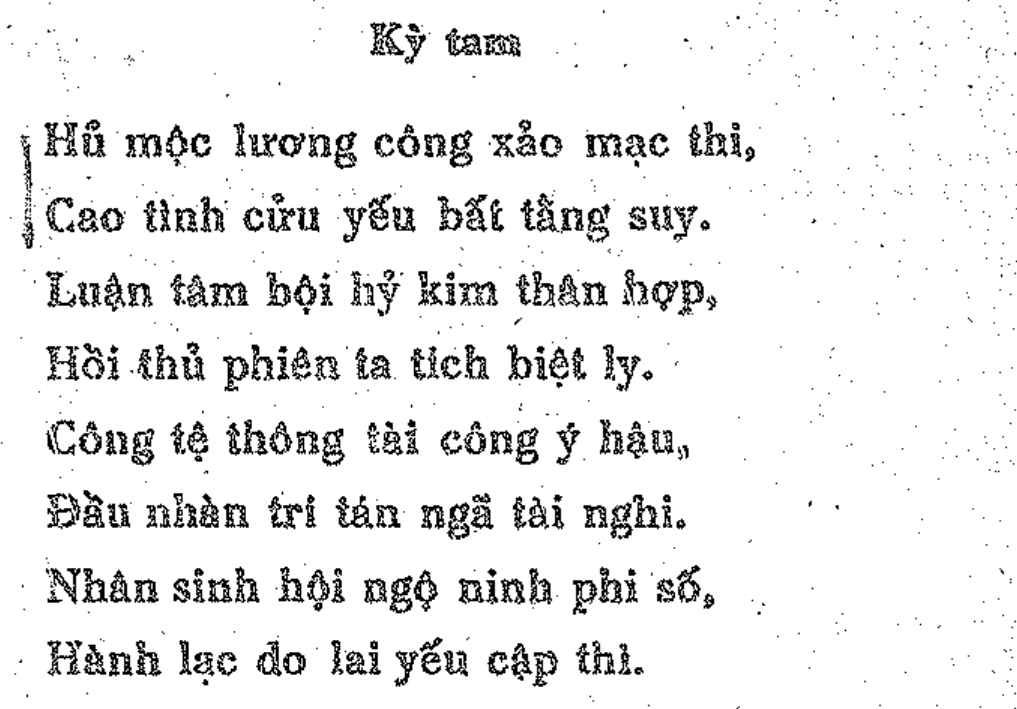 Kỳ tam
Hủ mộc lương công xảo mạc thi,
Cao tình cửu yếu bất tằng suy.
Luận tâm bội hỷ kim thân hợp,
Hồi thủ phiên ta tích biệt ly.
Công tệ thông tài công ý hậu,
Đầu nhàn trí tán ngã tài nghi.
Nhân sinh hội ngộ ninh phi số,
Hành lạc do lai yếu cập thì.